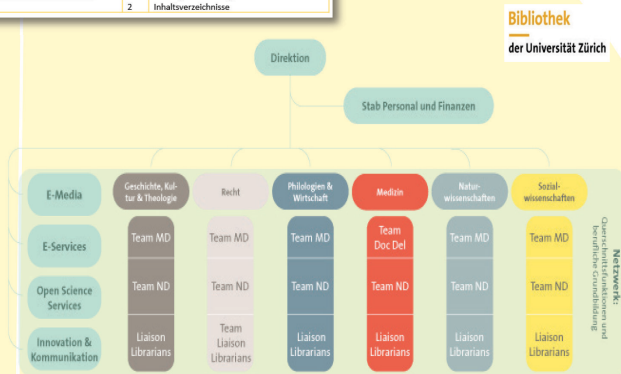 2 Inhaltsverzeichnisse
Bibliothek
der Universität Zürich
Direktion
Stab Personal und Finanzen
E-Media
Geschichte, Kul-
tur & Theologie
Recht
Philologien &
Wirtschaft
Medizin
Natur-
wissenschaften
Sozial-
wissenschaften
E-Services
Team MD
Team MD
Team MD
Team
Doc Del
Team MD
Team MD
Open Science
Services
Team ND
Team ND
Team ND
Team ND
Team ND
Team ND
Innovation &
Kommunikation
Liaison
Librarians
Team
Liaison
Librarians
Liaison
Librarians
Liaison
Librarians
Liaison
Librarians
Liaison
Librarians
Netzwerk:
Querschnittsfunktionen und
berufliche Grundbildung